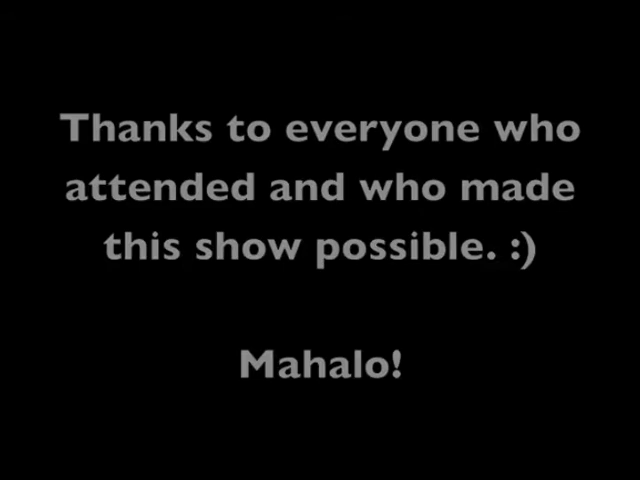 Thanks to everyone who
attended and who made
this show possible. :)
Mahalo!